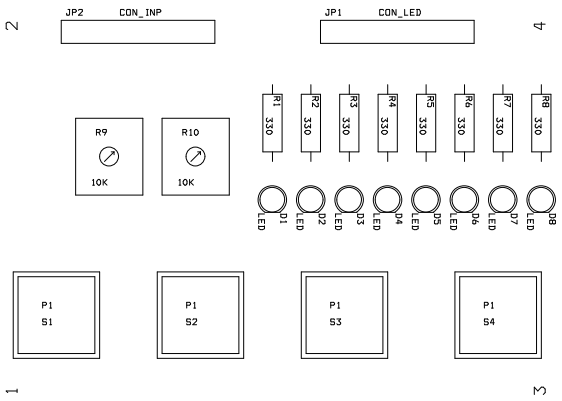 2
JP2 CON_INP
JP1 CON_LED
4
R1 R2 R3 R4 R5 R6 R7 R8
330 330 330 330 330 330 330 330
R9 R10
10K 10K
D1 D2 D3 D4 D5 D6 D7 D8
LED LED LED LED LED LED LED LED
P1 P1 P1 P1
S1 S2 S3 S4
1
3